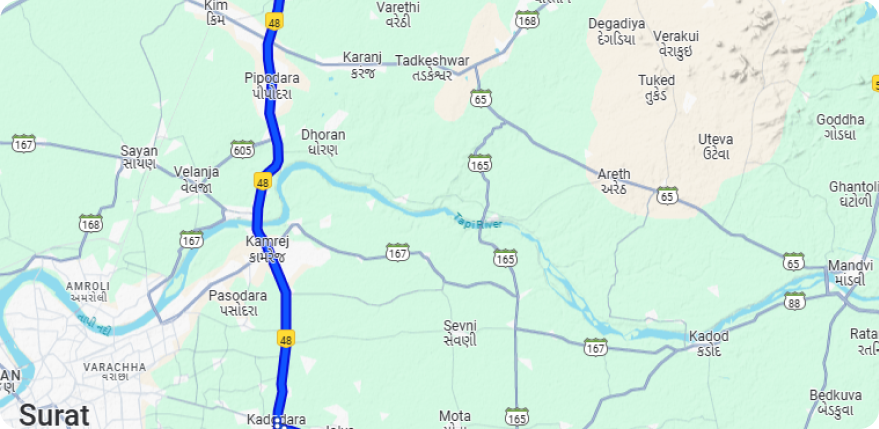 Kim
કિમ
48
Varethi
વરેઠી
168
Degadiya
દેગડિયા
Verakui
વેરાકુઇ
Karanj
કરંજ
Tadkeshwar
તડકેશ્વર
Pipodara
પીપોદરા
Tuked
તુકેડ
65
Goddha
ગોડધા
167
Sayan
સાયણ
605
Dhoran
ધોરણ
Uteva
ઉટેવા
Velanja
વેલંજા
48
165
Areth
અરેઠ
65
Ghantoli
ઘંટોળી
168
167
Tapi River
Kamrej
કામરેજ
167
165
65
Mandvi
માંડવી
AMROLI
અમરોલી
Pasodara
પસોદરા
88
તાપી નદી
Sevni
સેવણી
48
167
Kadod
કડોદ
VARACHHA
વરાછા
Bedkuva
બેડકુવા
Surat
Kadodara
Mota
165